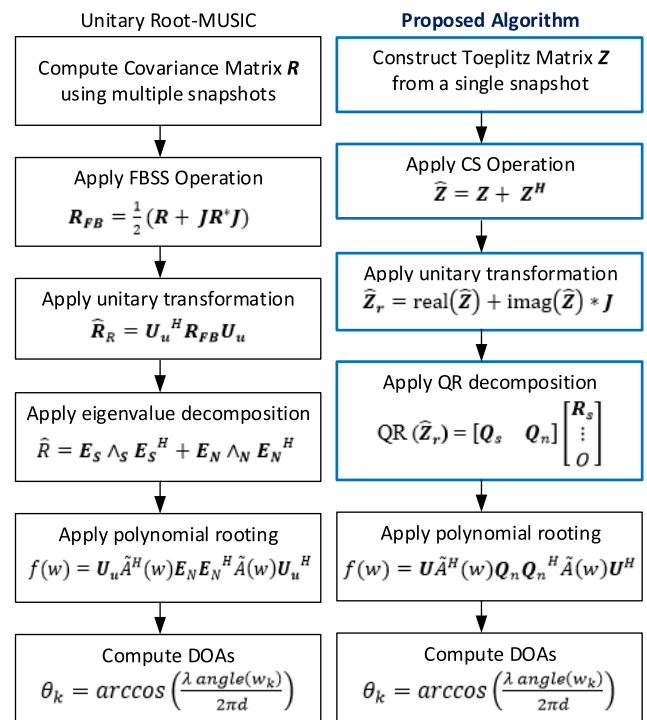 Unitary Root-MUSIC
Compute Covariance Matrix R
using multiple snapshots
Apply FBSS Operation
R_FB = 1/2 (R + JR*J)
Apply unitary transformation
R̂_R = U_u^H R_FB U_u
Apply eigenvalue decomposition
R̂ = E_S ∧_S E_S^H + E_N ∧_N E_N^H
Apply polynomial rooting
f(w) = U_u Ã^H(w) E_N E_N^H Ã(w) U_u^H
Compute DOAs
θ_k = arccos (λ angle(w_k) / 2πd)
Proposed Algorithm
Construct Toeplitz Matrix Z
from a single snapshot
Apply CS Operation
Ẑ = Z + Z^H
Apply unitary transformation
Ẑ_r = real(Ẑ) + imag(Ẑ) * J
Apply QR decomposition
QR (Ẑ_r) = [Q_s Q_n] [R_s ⋮ O]
Apply polynomial rooting
f(w) = U Ã^H(w) Q_n Q_n^H Ã(w) U^H
Compute DOAs
θ_k = arccos (λ angle(w_k) / 2πd)